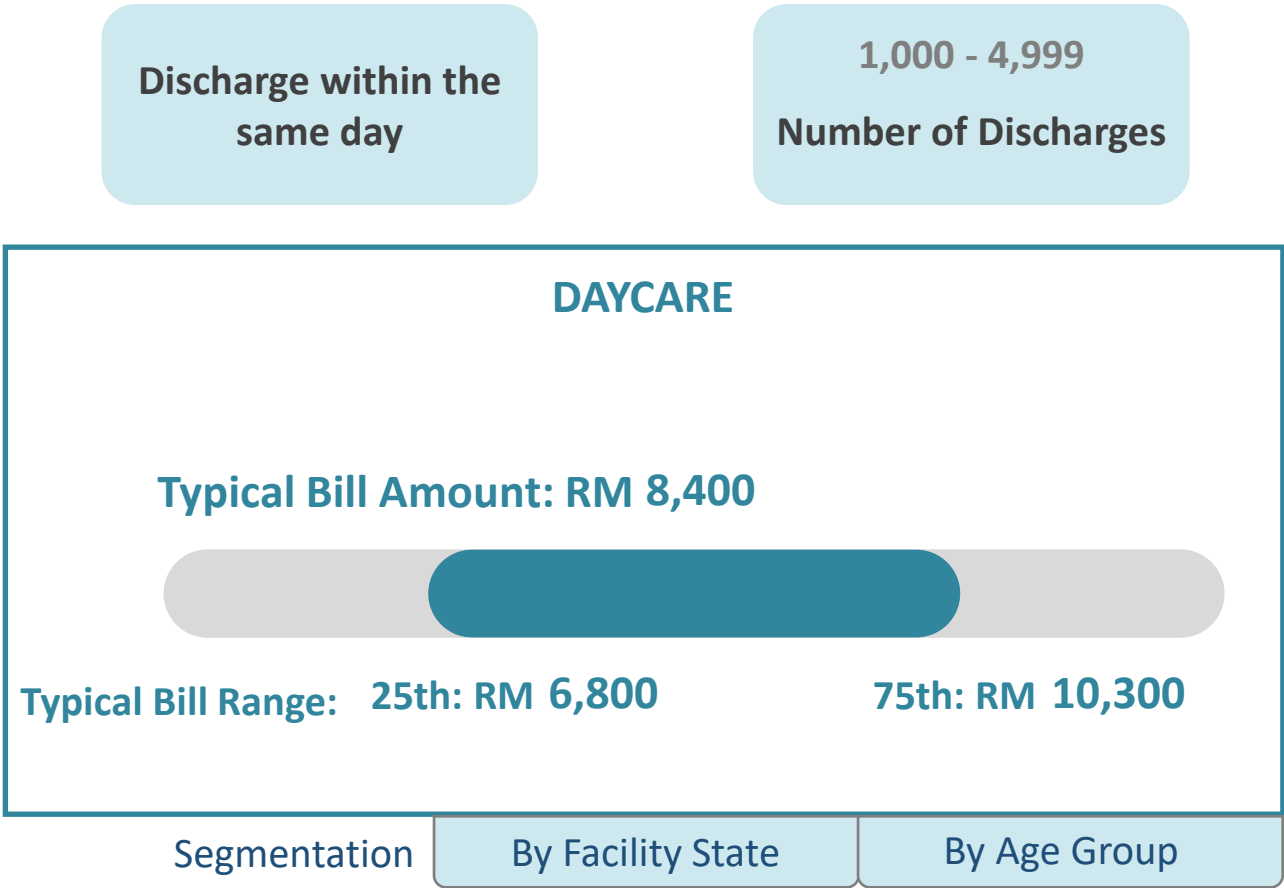 Discharge within the
same day
1,000 - 4,999
Number of Discharges
DAYCARE
Typical Bill Amount: RM 8,400
Typical Bill Range: 25th: RM 6,800 75th: RM 10,300
Segmentation By Facility State By Age Group